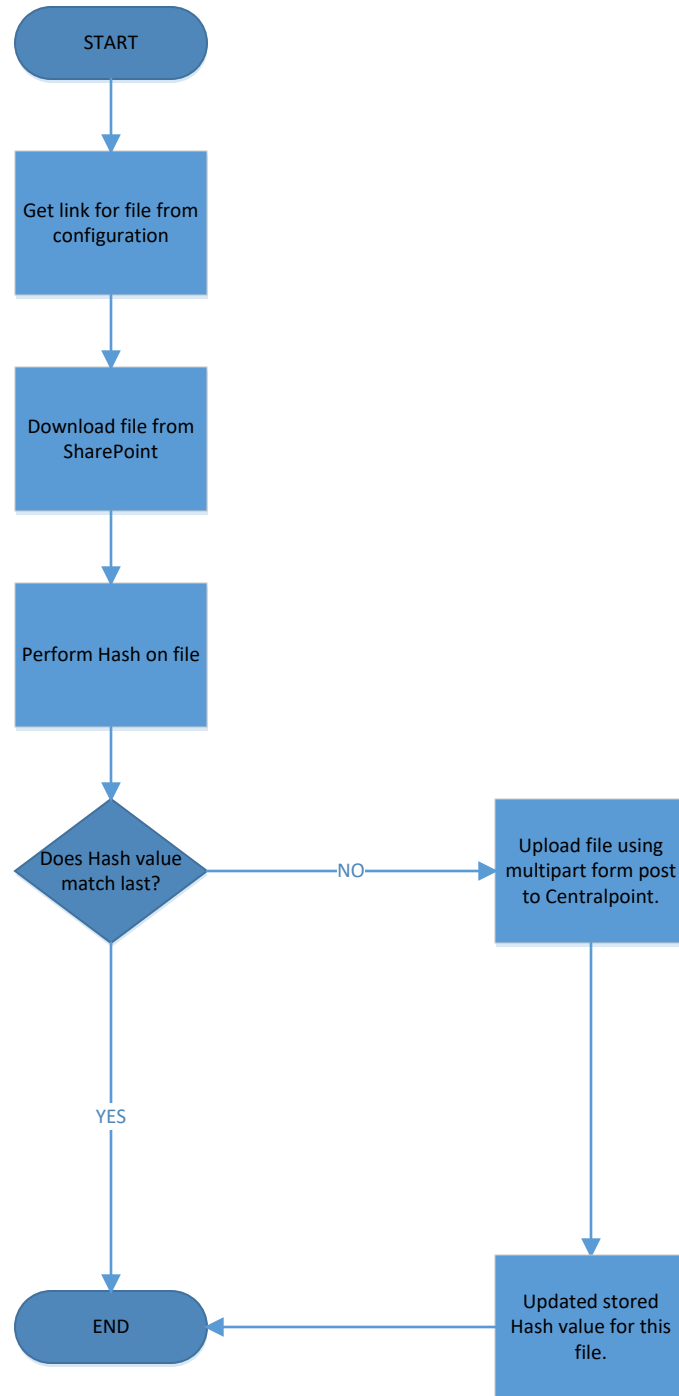 START
Get link for file from
configuration
Download file from
SharePoint
Perform Hash on file
Does Hash value
match last?
NO
Upload file using
multipart form post
to Centralpoint.
YES
Updated stored
Hash value for this
file.
END